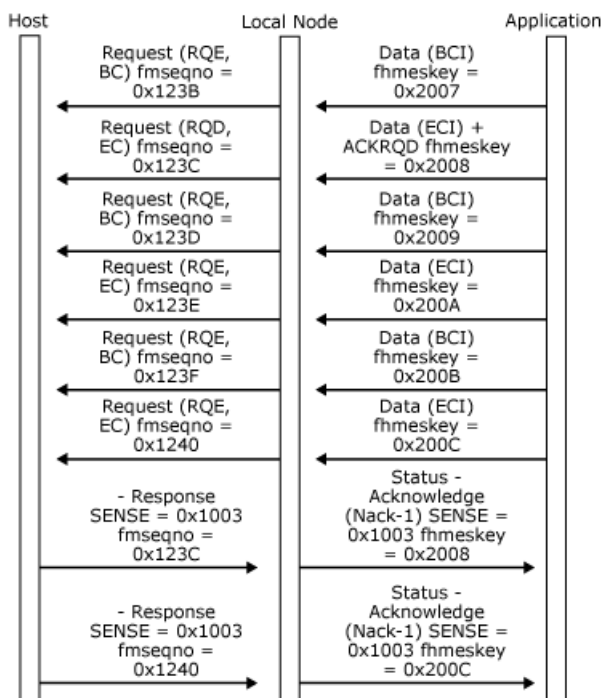 Host
Local Node
Application
Request (RQE,
BC) fmseqno =
0x123B
Data (BCI)
fhmeskey =
0x2007
Request (RQD,
EC) fmseqno =
0x123C
Data (ECI) +
ACKRQD fhmeskey
= 0x2008
Request (RQE,
BC) fmseqno =
0x123D
Data (BCI)
fhmeskey =
0x2009
Request (RQE,
EC) fmseqno =
0x123E
Data (ECI)
fhmeskey =
0x200A
Request (RQE,
BC) fmseqno =
0x123F
Data (BCI)
fhmeskey =
0x200B
Request (RQE,
EC) fmseqno =
0x1240
Data (ECI)
fhmeskey =
0x200C
- Response
SENSE = 0x1003
fmseqno =
0x123C
Status -
Acknowledge
(Nack-1) SENSE =
0x1003 fhmeskey
= 0x2008
- Response
SENSE = 0x1003
fmseqno =
0x1240
Status -
Acknowledge
(Nack-1) SENSE =
0x1003 fhmeskey
= 0x200C